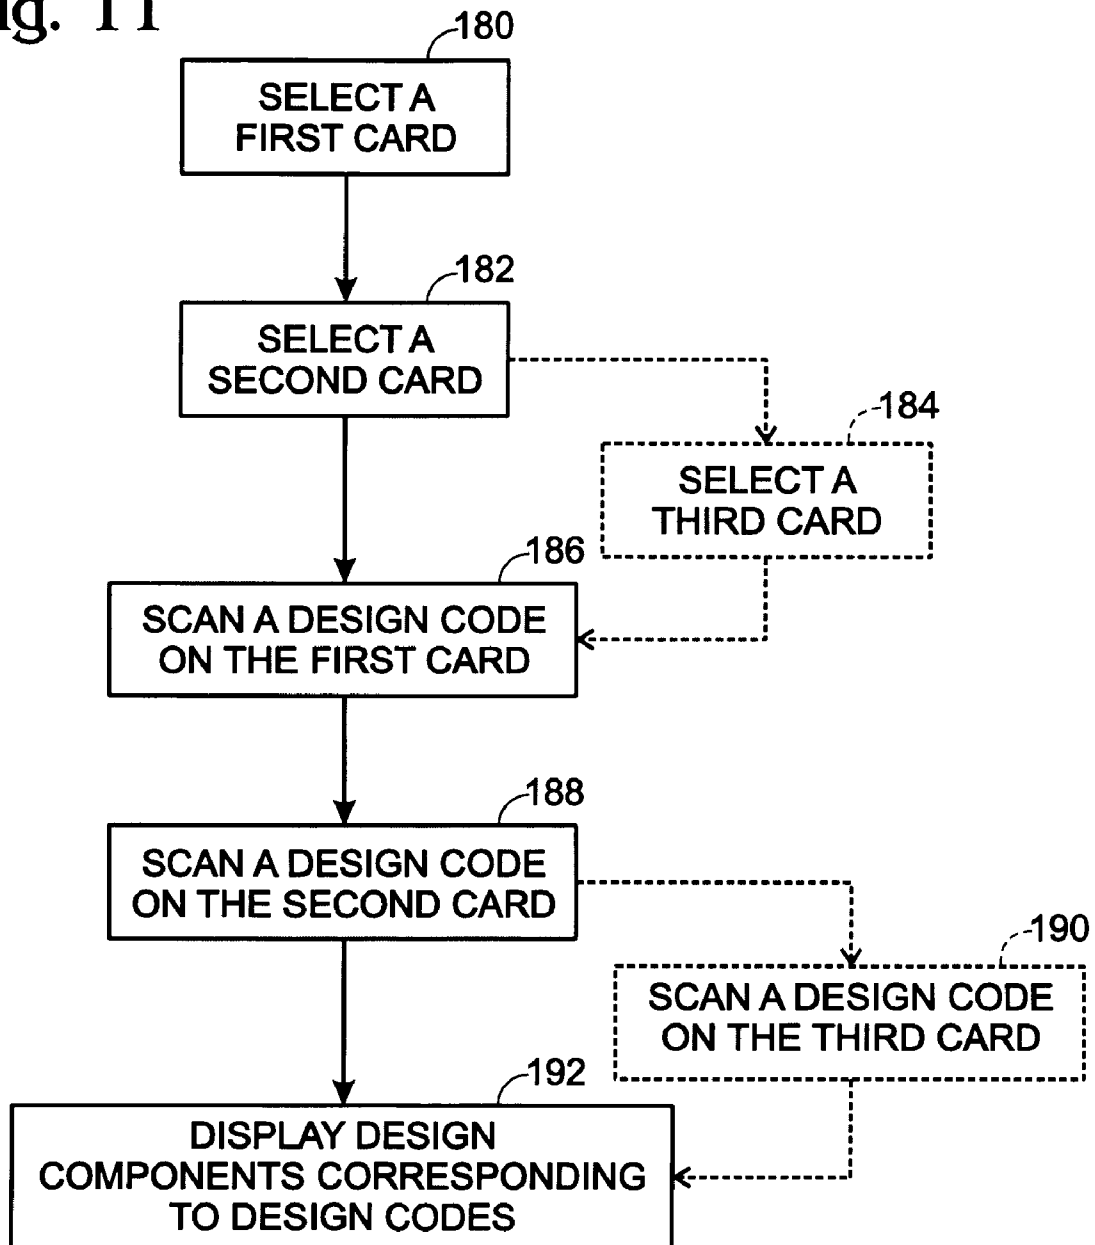 ig. 11
180
SELECT A
FIRST CARD
182
SELECT A
SECOND CARD
184
SELECT A
THIRD CARD
186
SCAN A DESIGN CODE
ON THE FIRST CARD
188
SCAN A DESIGN CODE
ON THE SECOND CARD
190
SCAN A DESIGN CODE
ON THE THIRD CARD
192
DISPLAY DESIGN
COMPONENTS CORRESPONDING
TO DESIGN CODES